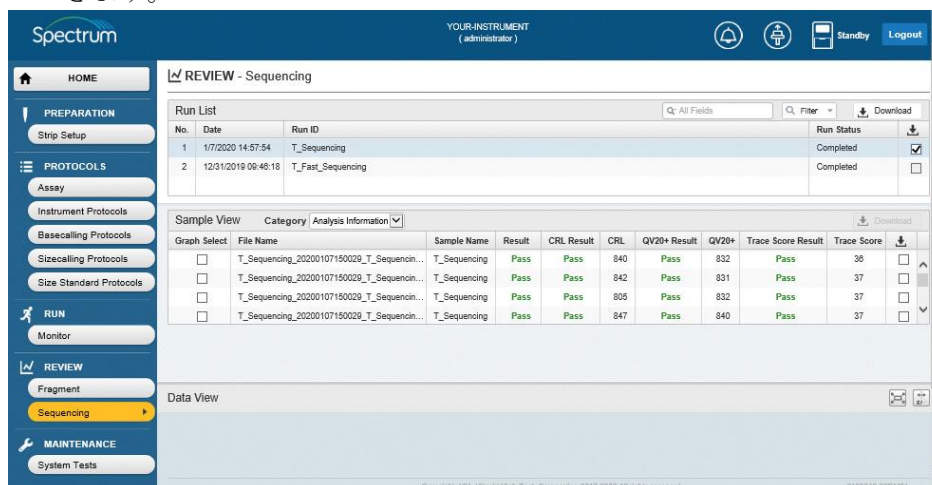 Spectrum
YOUR-INSTRUMENT
( administrator )
Standby
Logout
HOME
PREPARATION
Strip Setup
PROTOCOLS
Assay
Instrument Protocols
Basecalling Protocols
Sizecalling Protocols
Size Standard Protocols
RUN
Monitor
REVIEW
Fragment
Sequencing
MAINTENANCE
System Tests
REVIEW - Sequencing
Run List All Fields Filter Download
No. Date Run ID Run Status
1 1/7/2020 14:57:54 T_Sequencing Completed
2 12/31/2019 09:46:18 T_Fast_Sequencing Completed
Sample View Category Analysis Information Download
Graph Select File Name Sample Name Result CRL Result CRL QV20+ Result QV20+ Trace Score Result Trace Score
T_Sequencing_20200107150029_T_Sequencin... T_Sequencing Pass Pass 840 Pass 832 Pass 36
T_Sequencing_20200107150029_T_Sequencin... T_Sequencing Pass Pass 842 Pass 831 Pass 37
T_Sequencing_20200107150029_T_Sequencin... T_Sequencing Pass Pass 805 Pass 832 Pass 37
T_Sequencing_20200107150029_T_Sequencin... T_Sequencing Pass Pass 847 Pass 840 Pass 37
Data View